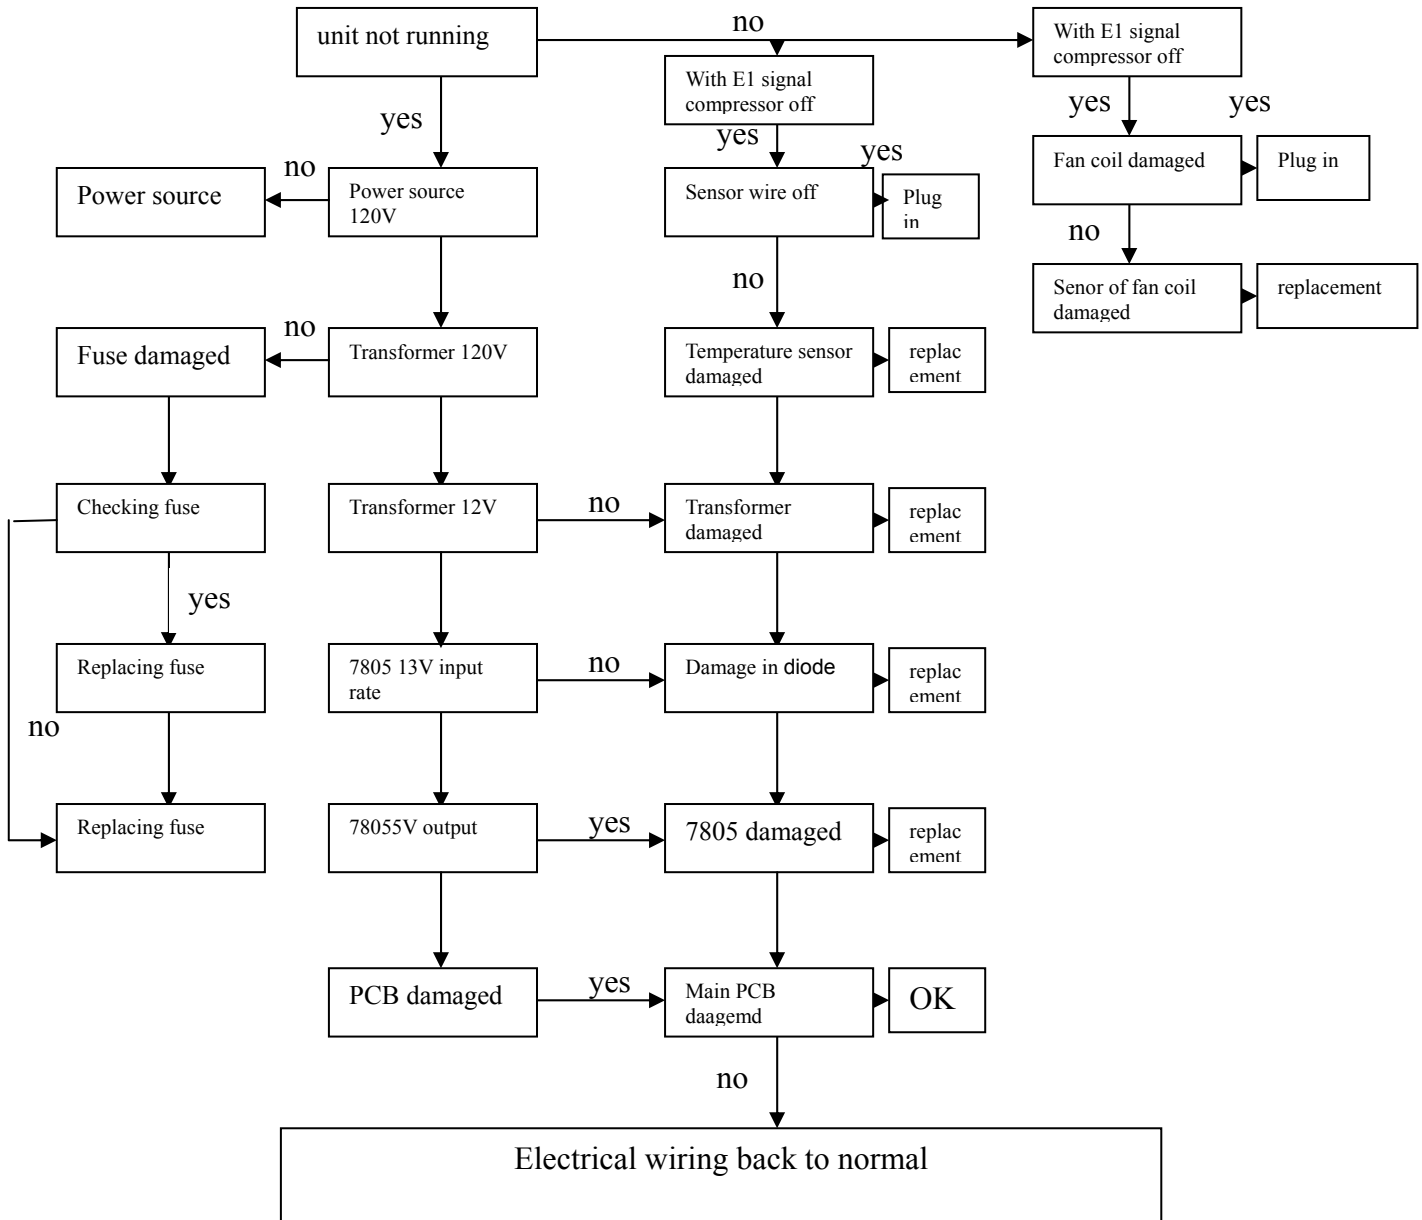 unit not running
no
With E1 signal
compressor off
With E1 signal
compressor off
yes
yes
yes
yes
yes
no
Power source
Power source
120V
Sensor wire off
Plug
in
Fan coil damaged
Plug in
no
no
Senor of fan coil
damaged
replacement
no
Fuse damaged
Transformer 120V
Temperature sensor
damaged
replac
ement
Checking fuse
Transformer 12V
no
Transformer
damaged
replac
ement
yes
Replacing fuse
7805 13V input
rate
no
Damage in diode
replac
ement
no
Replacing fuse
78055V output
yes
7805 damaged
replac
ement
PCB damaged
yes
Main PCB
daagemd
OK
no
Electrical wiring back to normal